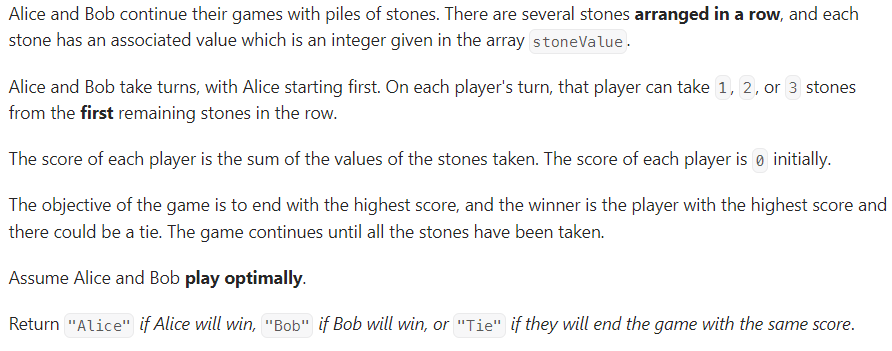 Alice and Bob continue their games with piles of stones. There are several stones arranged in a row, and each
stone has an associated value which is an integer given in the array stoneValue.
Alice and Bob take turns, with Alice starting first. On each player's turn, that player can take 1, 2, or 3 stones
from the first remaining stones in the row.
The score of each player is the sum of the values of the stones taken. The score of each player is 0 initially.
The objective of the game is to end with the highest score, and the winner is the player with the highest score and
there could be a tie. The game continues until all the stones have been taken.
Assume Alice and Bob play optimally.
Return "Alice" if Alice will win, "Bob" if Bob will win, or "Tie" if they will end the game with the same score.